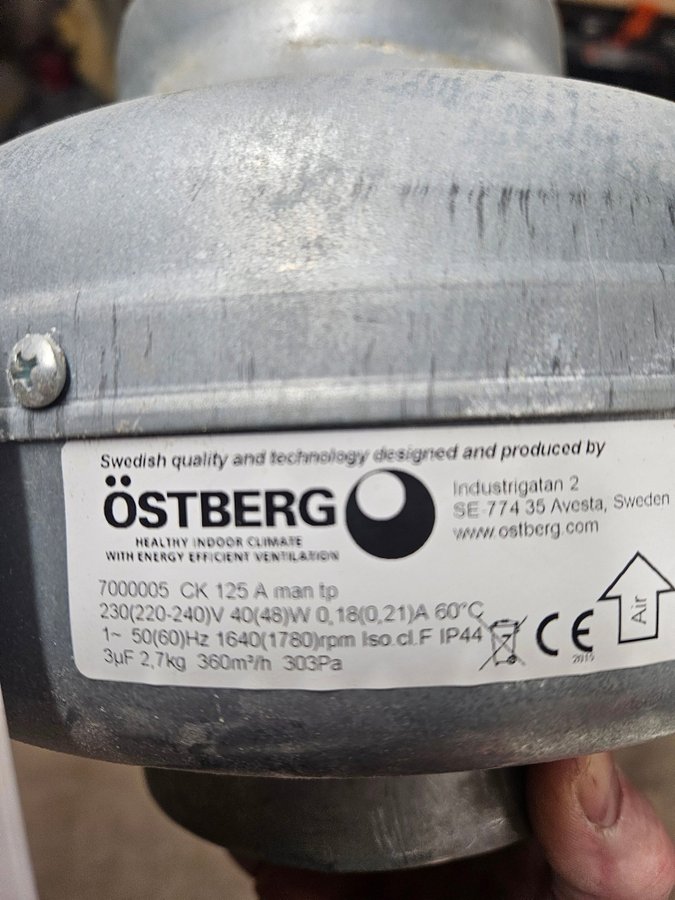 Swedish quality and technology designed and produced by
ÖSTBERG
HEALTHY INDOOR CLIMATE
WITH ENERGY EFFICIENT VENTILATION
Industrigatan 2
SE-774 35 Avesta, Sweden
www.ostberg.com
7000005 CK 125 A man tp
230(220-240)V 40(48)W 0,18(0,21)A 60°C
1~ 50(60)Hz 1640(1780)rpm Iso.cl.F IP44
3µF 2,7kg 360m³/h 303Pa
CE
2015
Air